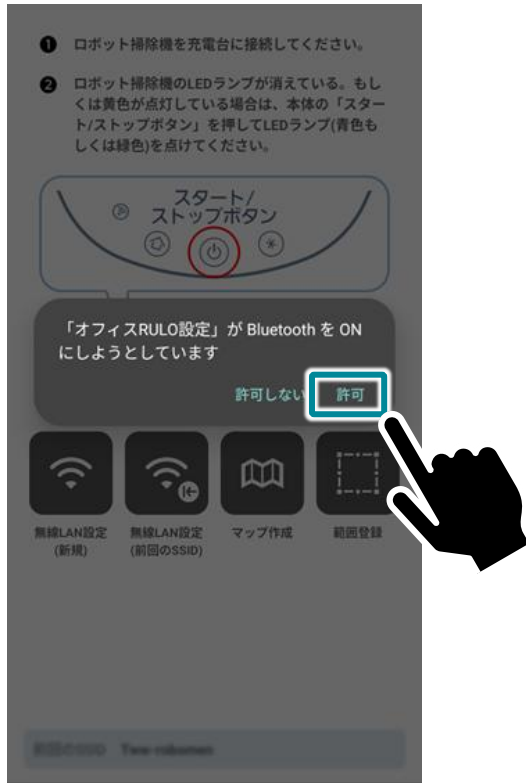 ❶ ロボット掃除機を充電台に接続してください。
❷ ロボット掃除機のLEDランプが消えている。もし
くは黄色が点灯している場合は、本体の「スター
ト/ストップボタン」を押してLEDランプ(青色も
しくは緑色)を点けてください。
スタート/
ストップボタン
「オフィスRULO設定」が Bluetooth を ON
にしようとしています
許可しない 許可
無線LAN設定 無線LAN設定 マップ作成 範囲登録
(新規) (前回のSSID)
前回のSSID